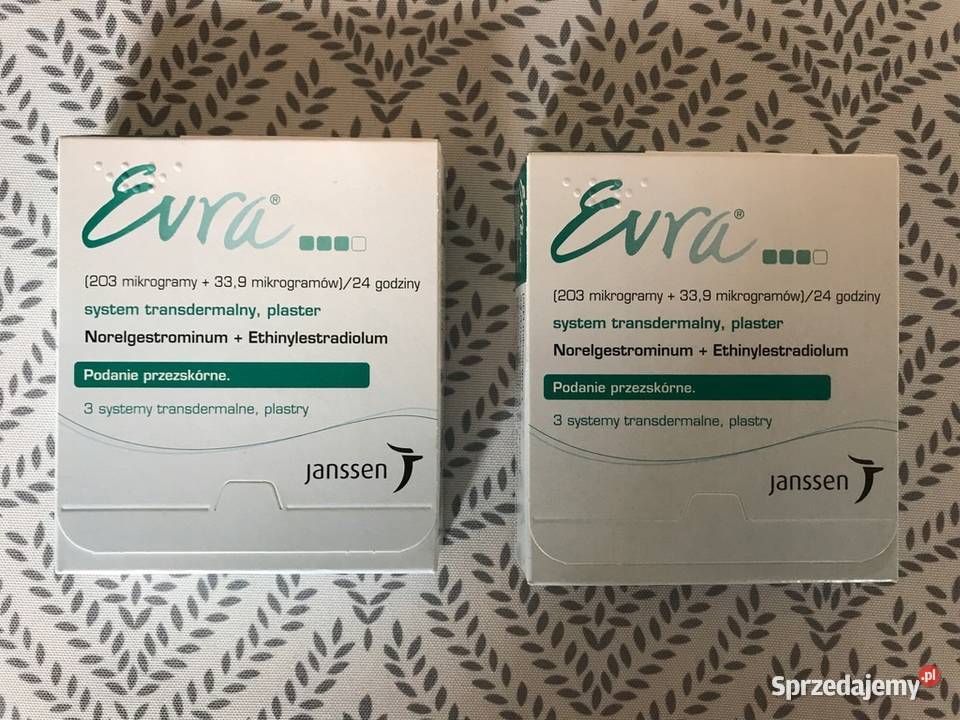 Evra®
(203 mikrogramy + 33,9 mikrogramów)/24 godziny
system transdermalny, plaster
Norelgestrominum + Ethinylestradiolum
Podanie przezskórne.
3 systemy transdermalne, plastry
janssen
Evra
Evra®
(203 mikrogramy + 33,9 mikrogramów)/24 godziny
system transdermalny, plaster
Norelgestrominum + Ethinylestradiolum
Podanie przezskórne.
3 systemy transdermalne, plastry
janssen
Sprzedajemy.pl